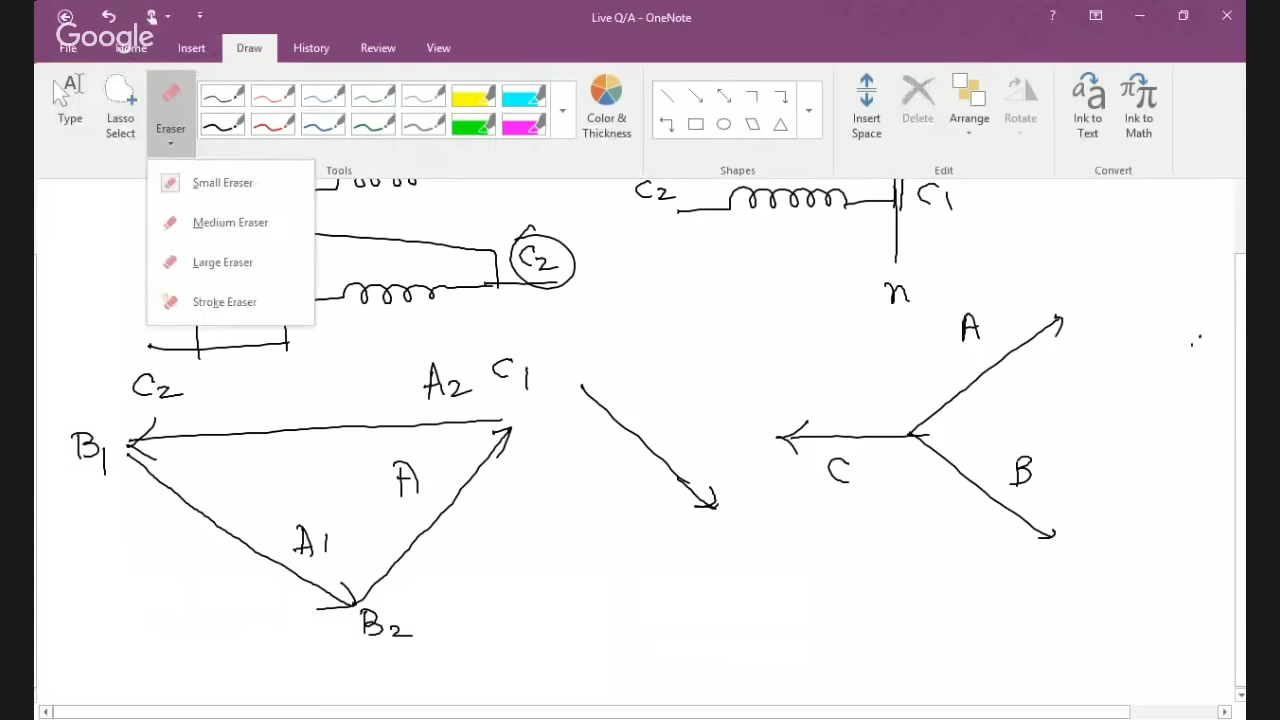 Live Q/A - OneNote
?
Google
File Home Insert Draw History Review View
Type
Lasso Select
Eraser
Color & Thickness
Insert Space
Delete
Arrange
Rotate
Ink to Text
Ink to Math
Tools
Shapes
Edit
Convert
Small Eraser
Medium Eraser
Large Eraser
Stroke Eraser
C2
C1
C2
n
A
C2
A2 C1
B1
A
C
B
A1
B2